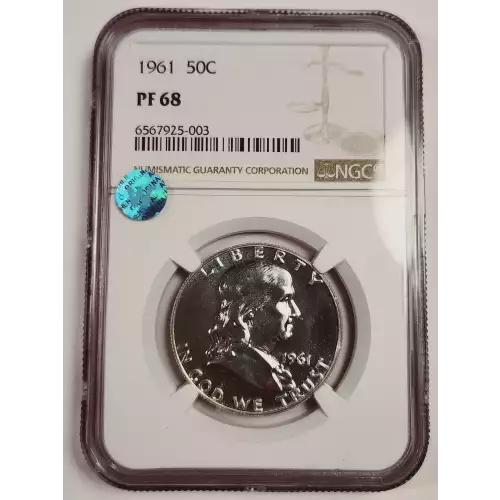 1961 50C
PF 68
6567925-003
NUMISMATIC GUARANTY CORPORATION NGC
LIBERTY
1961
IN GOD WE TRUST